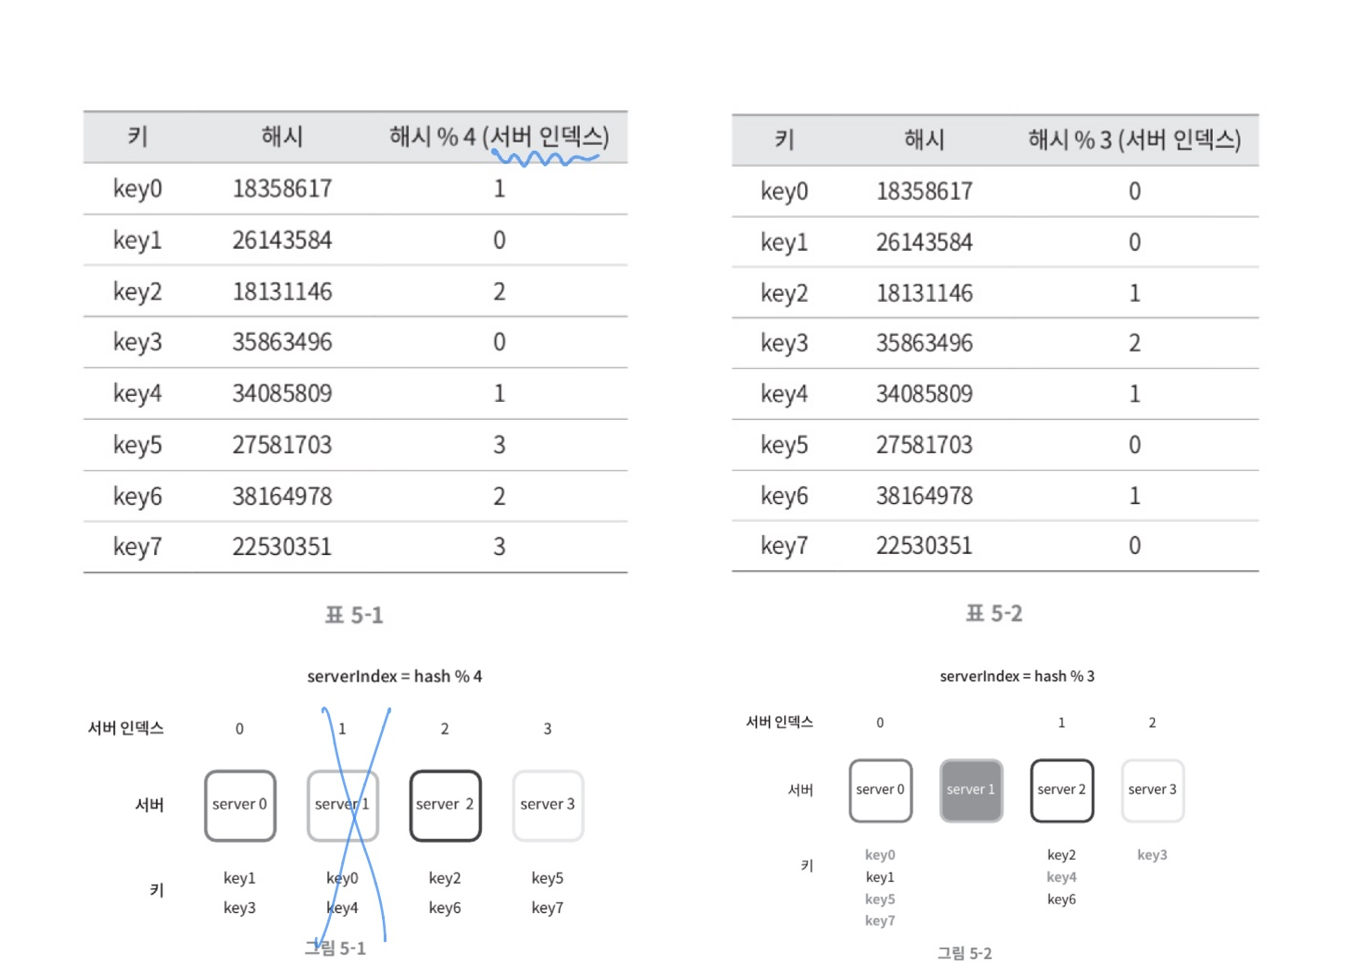 키 해시 해시 % 4 (서버 인덱스)
key0 18358617 1
key1 26143584 0
key2 18131146 2
key3 35863496 0
key4 34085809 1
key5 27581703 3
key6 38164978 2
key7 22530351 3
표 5-1
serverIndex = hash % 4
서버 인덱스 0 1 2 3
서버 server 0 server 1 server 2 server 3
키 key1 key0 key2 key5
key3 key4 key6 key7
그림 5-1
키 해시 해시 % 3 (서버 인덱스)
key0 18358617 0
key1 26143584 0
key2 18131146 1
key3 35863496 2
key4 34085809 1
key5 27581703 0
key6 38164978 1
key7 22530351 0
표 5-2
serverIndex = hash % 3
서버 인덱스 0 1 2
서버 server 0 server 1 server 2 server 3
키 key0 key2 key3
key1 key4
key5 key6
key7
그림 5-2